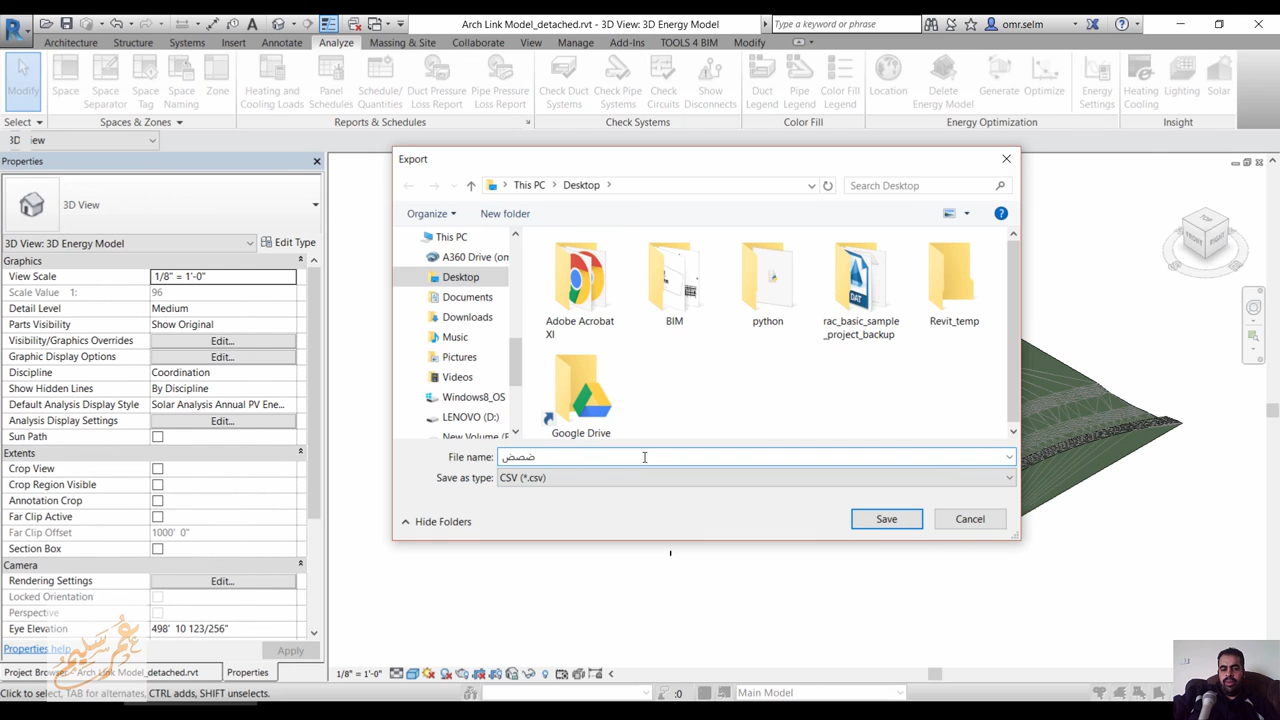 Arch Link Model_detached.rvt - 3D View: 3D Energy Model
Type a keyword or phrase
omr.selm
Architecture Structure Systems Insert Annotate Analyze Massing & Site Collaborate View Manage Add-Ins TOOLS 4 BIM Modify
Modify
Space
Space Separator
Space Tag
Space Naming
Zone
Heating and Cooling Loads
Panel Schedules
Schedule/ Quantities
Duct Pressure Loss Report
Pipe Pressure Loss Report
Check Duct Systems
Check Pipe Systems
Check Circuits
Show Disconnects
Duct Legend
Pipe Legend
Color Fill Legend
Location
Delete Energy Model
Generate
Optimize
Energy Settings
Heating Cooling
Lighting
Solar
Select
Spaces & Zones
Reports & Schedules
Check Systems
Color Fill
Energy Optimization
Insight
3D iew
Properties
3D View
3D View: 3D Energy Model
Edit Type
Graphics
View Scale 1/8" = 1'-0"
Scale Value 1: 96
Detail Level Medium
Parts Visibility Show Original
Visibility/Graphics Overrides Edit...
Graphic Display Options Edit...
Discipline Coordination
Show Hidden Lines By Discipline
Default Analysis Display Style Solar Analysis Annual PV Ene...
Analysis Display Settings Edit...
Sun Path
Extents
Crop View
Crop Region Visible
Annotation Crop
Far Clip Active
Far Clip Offset 1000' 0"
Section Box
Camera
Rendering Settings Edit...
Locked Orientation
Perspective
Eye Elevation 498' 10 123/256"
Properties help
Apply
عمر سليم
Project Browser - Arch Link Model_detached.rvt
Properties
Click to select, TAB for alternates, CTRL adds, SHIFT unselects.
Export
This PC
Desktop
Search Desktop
Organize
New folder
This PC
A360 Drive (om
Desktop
Documents
Downloads
Music
Pictures
Videos
Windows8_OS
LENOVO (D:)
New Volume (E
Adobe Acrobat XI
BIM
python
rac_basic_sample_project_backup
Revit_temp
DAT
Google Drive
File name: ضصض
Save as type: CSV (*.csv)
Hide Folders
Save
Cancel
TOP
FRONT
RIGHT
1/8" = 1'-0"
:0
Main Model